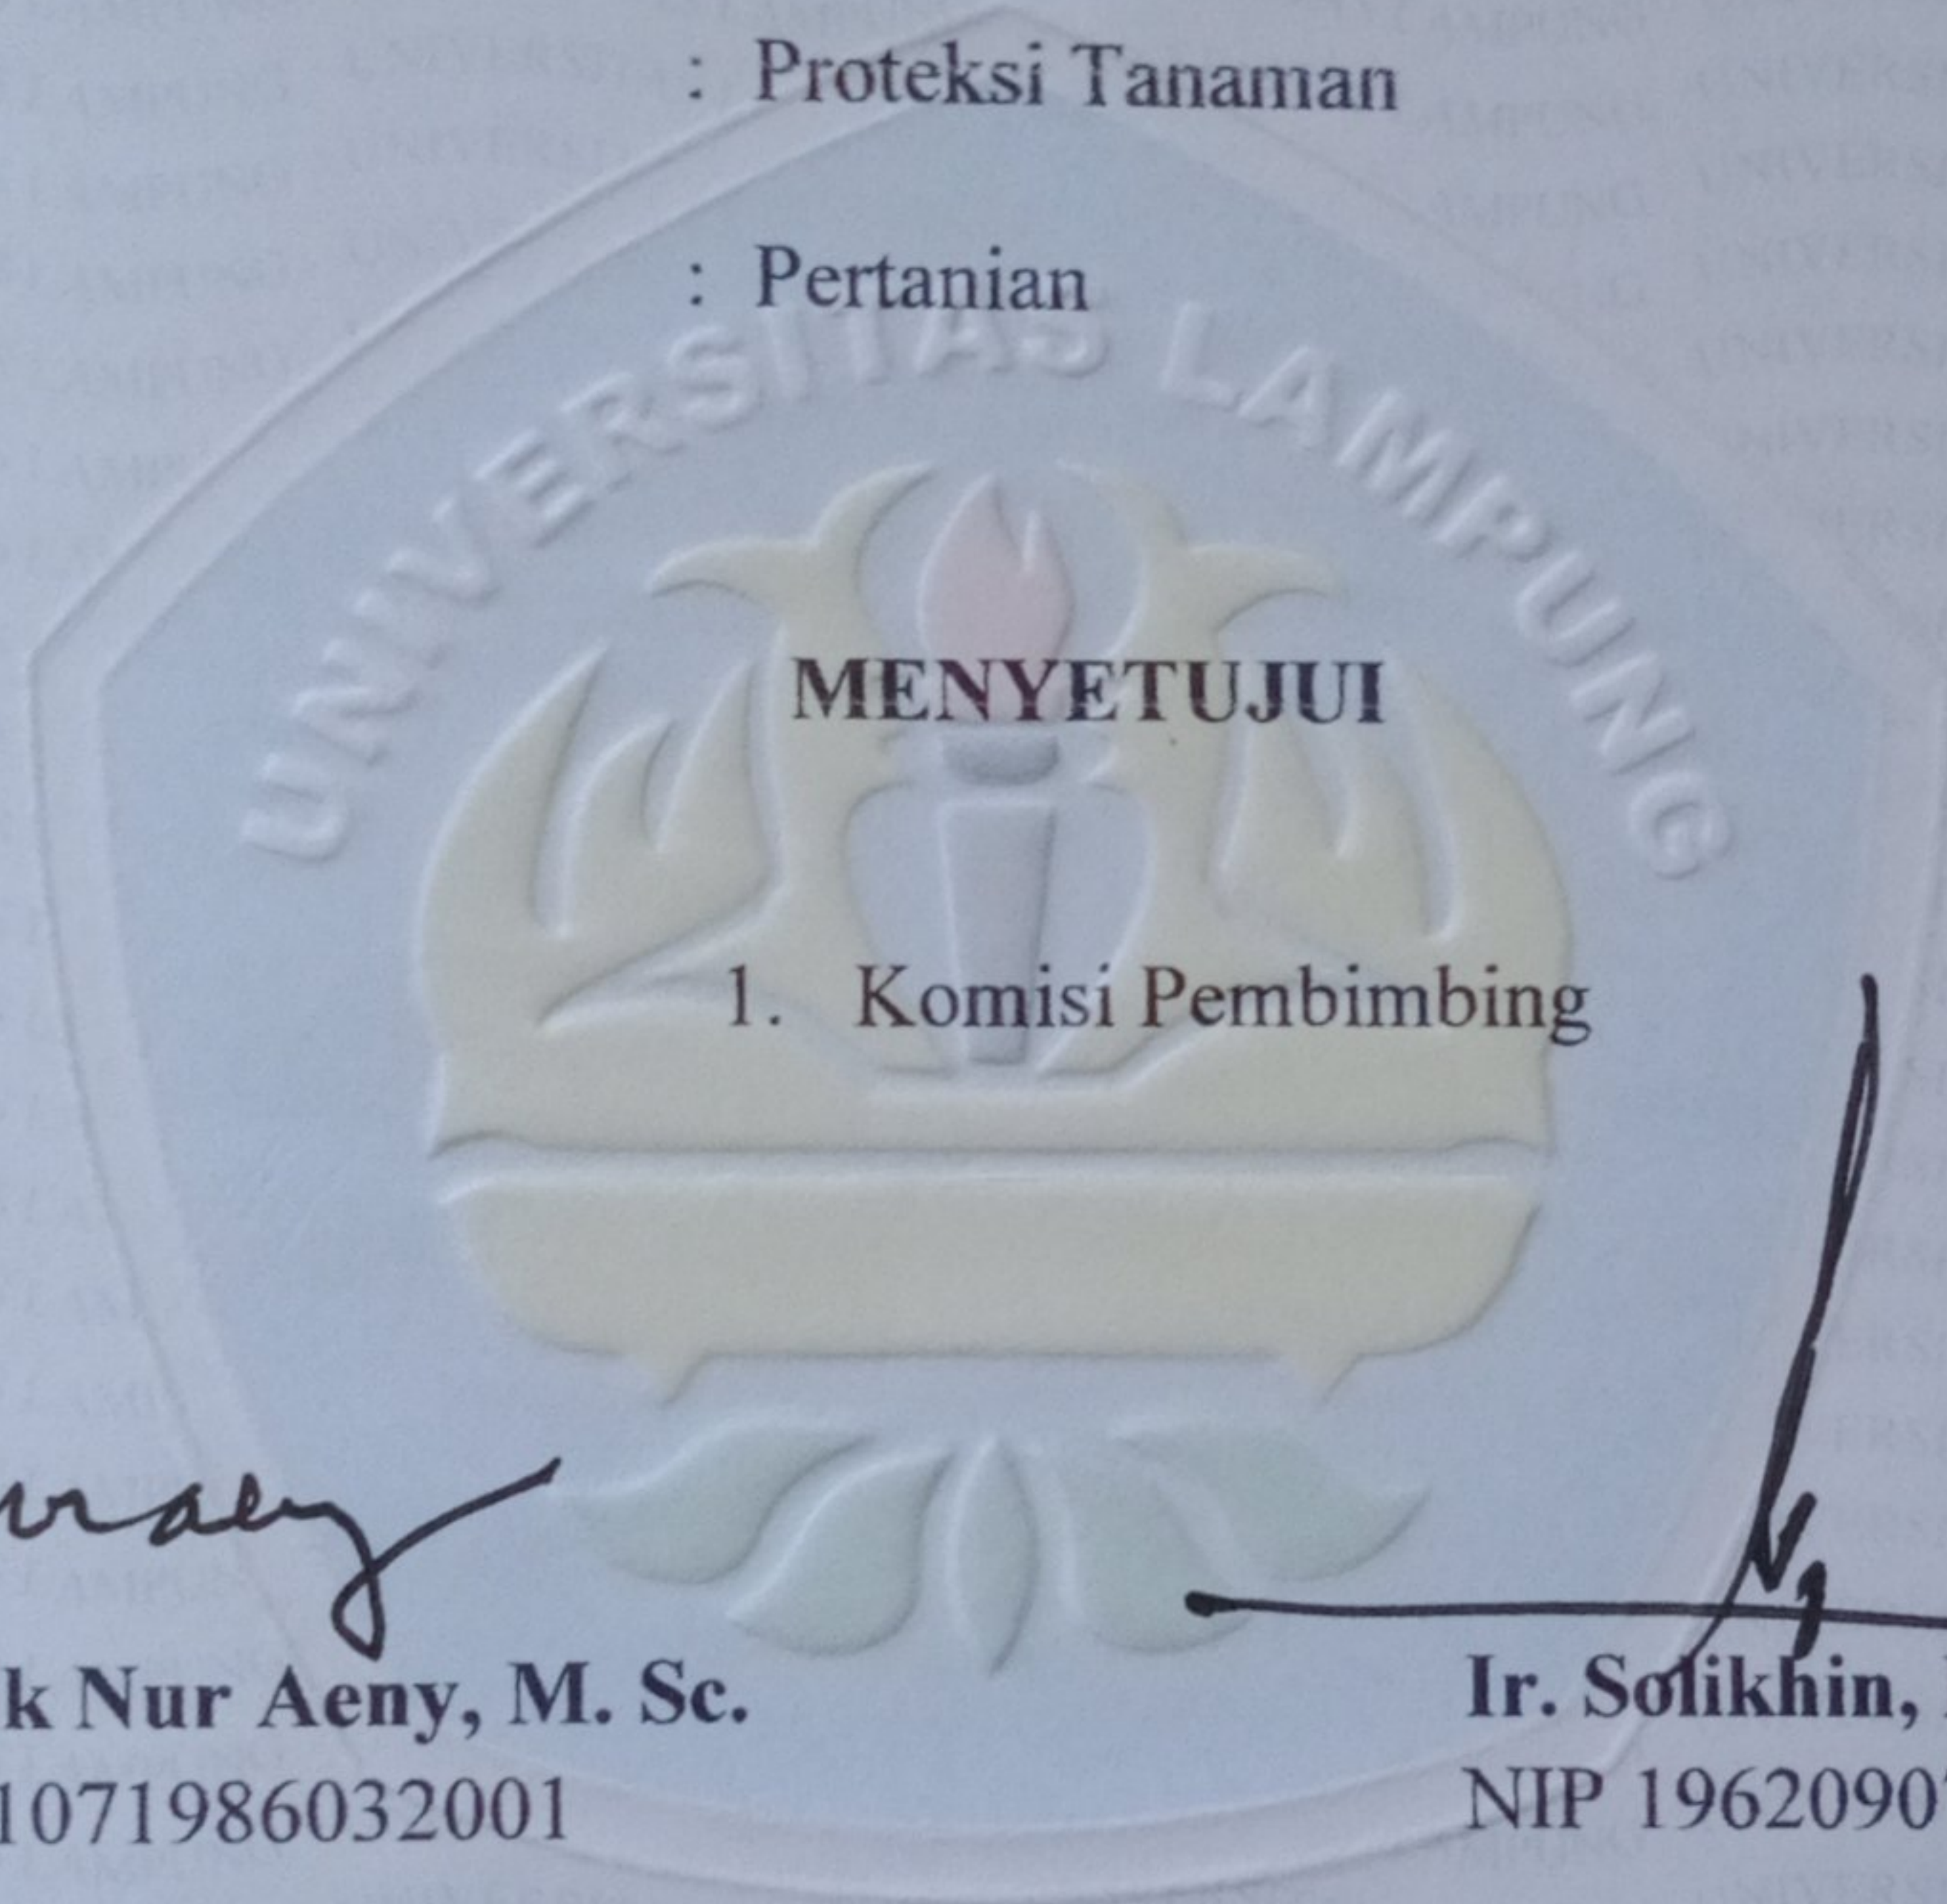 : Proteksi Tanaman
: Pertanian
UNIVERSITAS LAMPUNG
MENYETUJUI
1. Komisi Pembimbing
k Nur Aeny, M. Sc.
1071986032001
Ir. Solikhin,
NIP 1962090